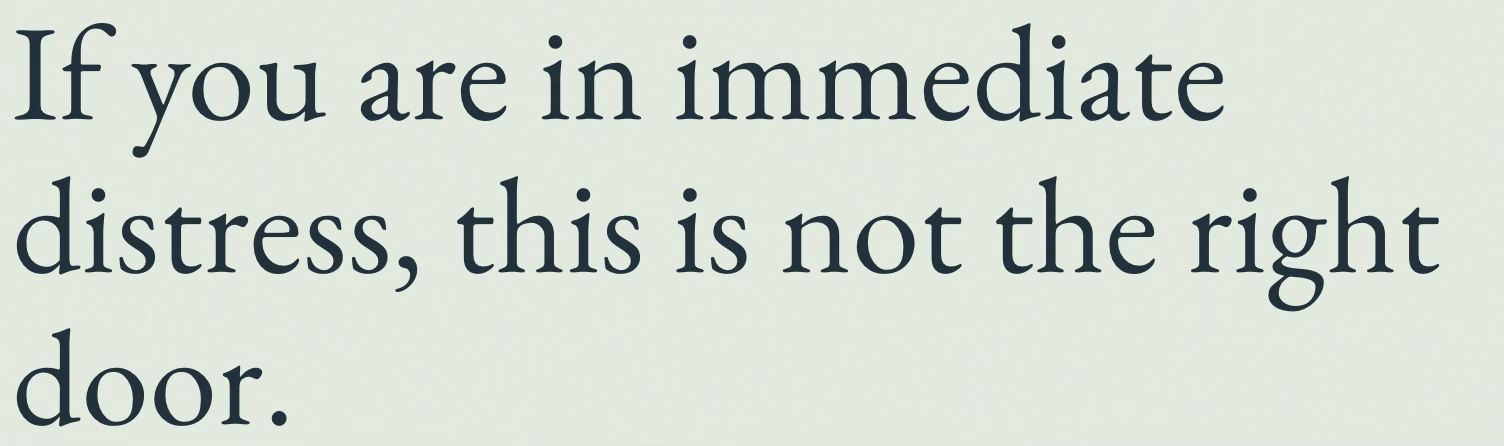 If you are in immediate
distress, this is not the right
door.